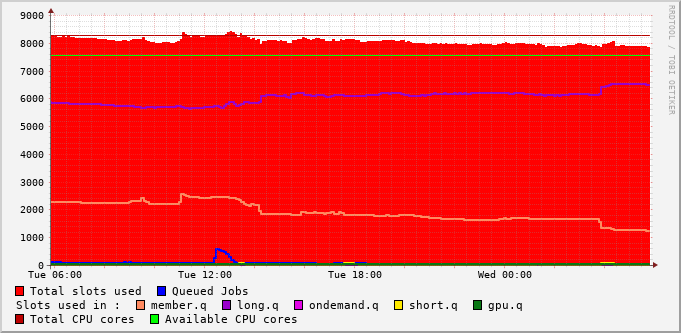 9000
8000
7000
6000
5000
4000
3000
2000
1000
0
Tue 06:00 Tue 12:00 Tue 18:00 Wed 00:00
Total slots used Queued Jobs
Slots used in : member.q long.q ondemand.q short.q gpu.q
Total CPU cores Available CPU cores
RRDTOOL / TOBI OETIKER